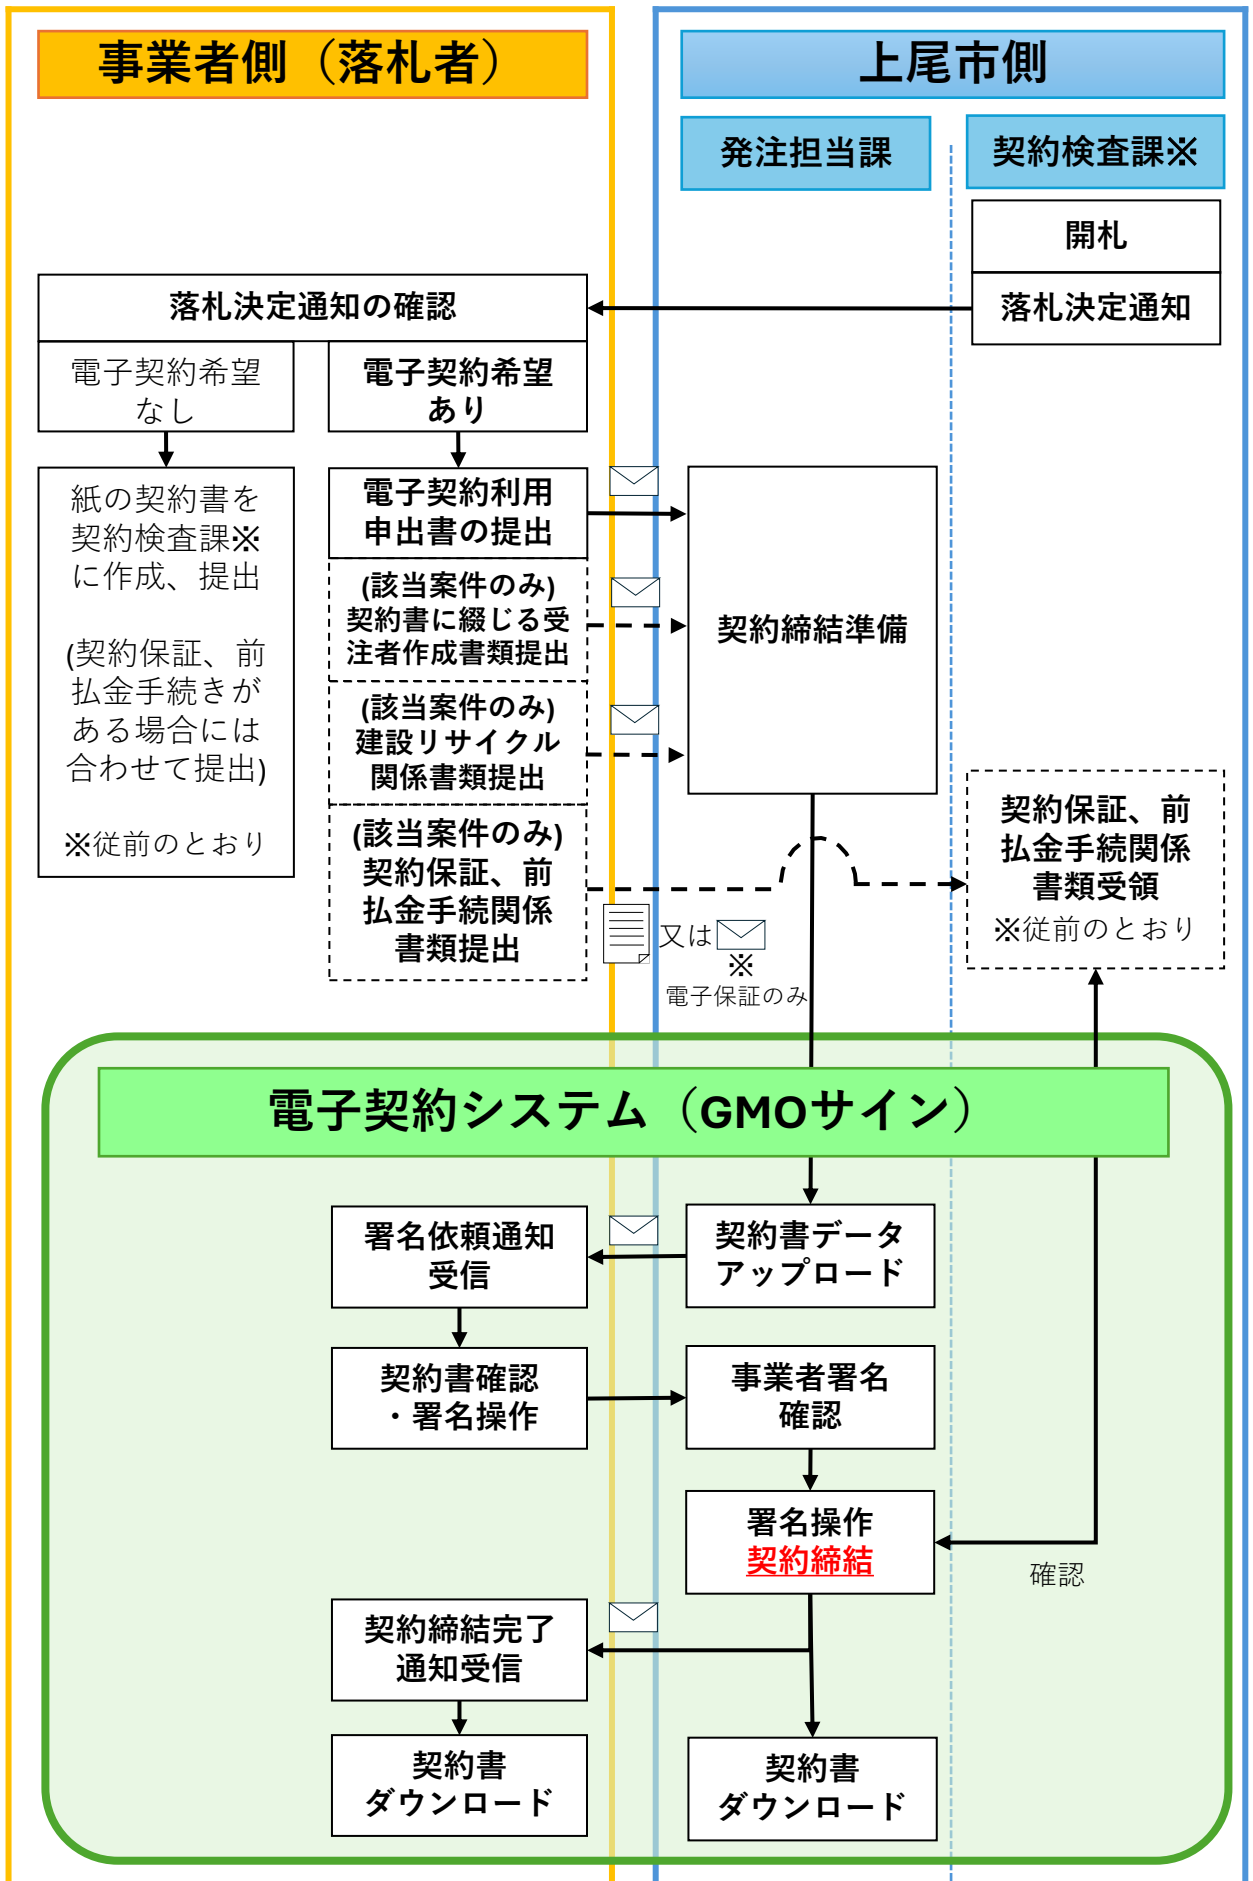 事業者側（落札者）
上尾市側
発注担当課
契約検査課※
開札
落札決定通知
落札決定通知の確認
電子契約希望
なし
電子契約希望
あり
紙の契約書を
契約検査課※
に作成、提出
(契約保証、前
払金手続きが
ある場合には
合わせて提出)
※従前のとおり
電子契約利用
申出書の提出
(該当案件のみ)
契約書に綴じる受
注者作成書類提出
(該当案件のみ)
建設リサイクル
関係書類提出
(該当案件のみ)
契約保証、前
払金手続関係
書類提出
契約締結準備
又は
※
電子保証のみ
契約保証、前
払金手続関係
書類受領
※従前のとおり
電子契約システム（GMOサイン）
契約書データ
アップロード
署名依頼通知
受信
契約書確認
・署名操作
事業者署名
確認
署名操作
契約締結
確認
契約締結完了
通知受信
契約書
ダウンロード
契約書
ダウンロード